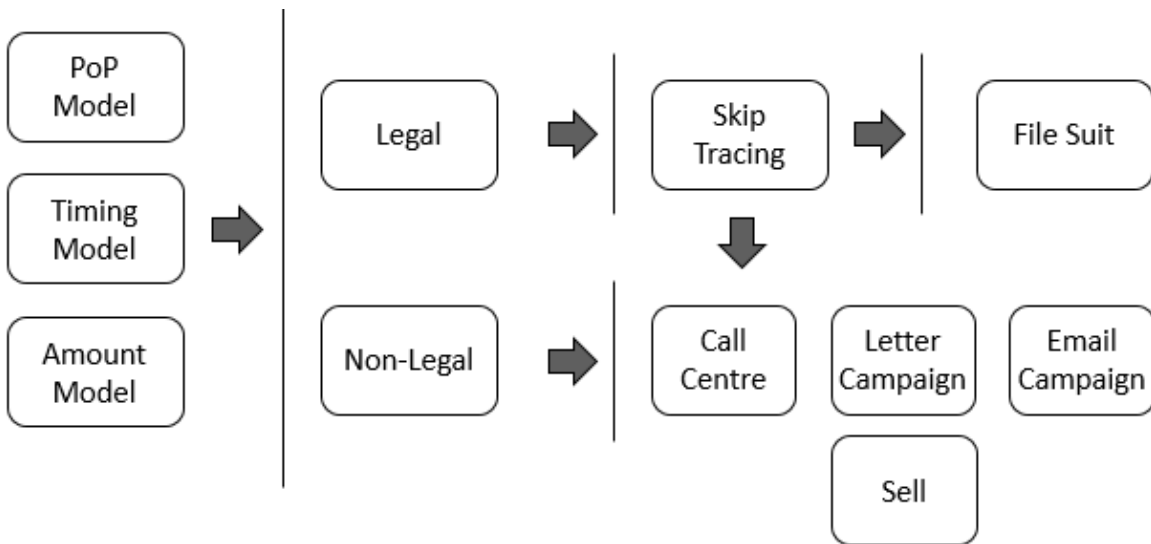 PoP
Model
Timing
Model
Amount
Model
Legal
Skip
Tracing
File Suit
Non-Legal
Call
Centre
Letter
Campaign
Email
Campaign
Sell